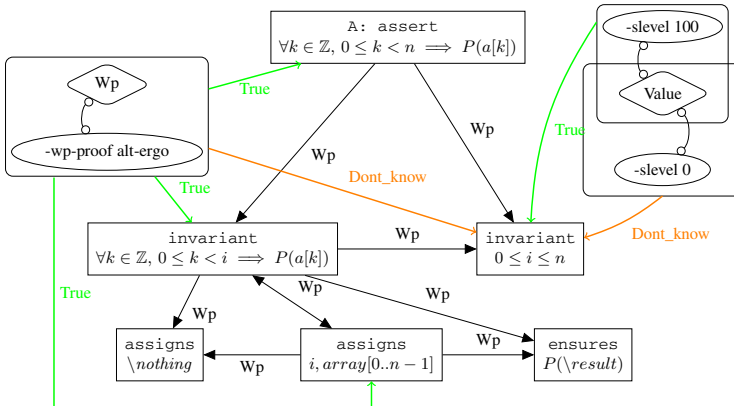 A: assert
∀k ∈ ℤ, 0 ≤ k < n ⟹ P(a[k])
-slevel 100
Wp
True
Value
True
Wp
Wp
-wp-proof alt-ergo
True
Dont_know
-slevel 0
invariant
∀k ∈ ℤ, 0 ≤ k < i ⟹ P(a[k])
Wp
invariant
0 ≤ i ≤ n
Dont_know
True
Wp
Wp
Wp
assigns
\nothing
Wp
assigns
i, array[0..n − 1]
Wp
ensures
P(\result)